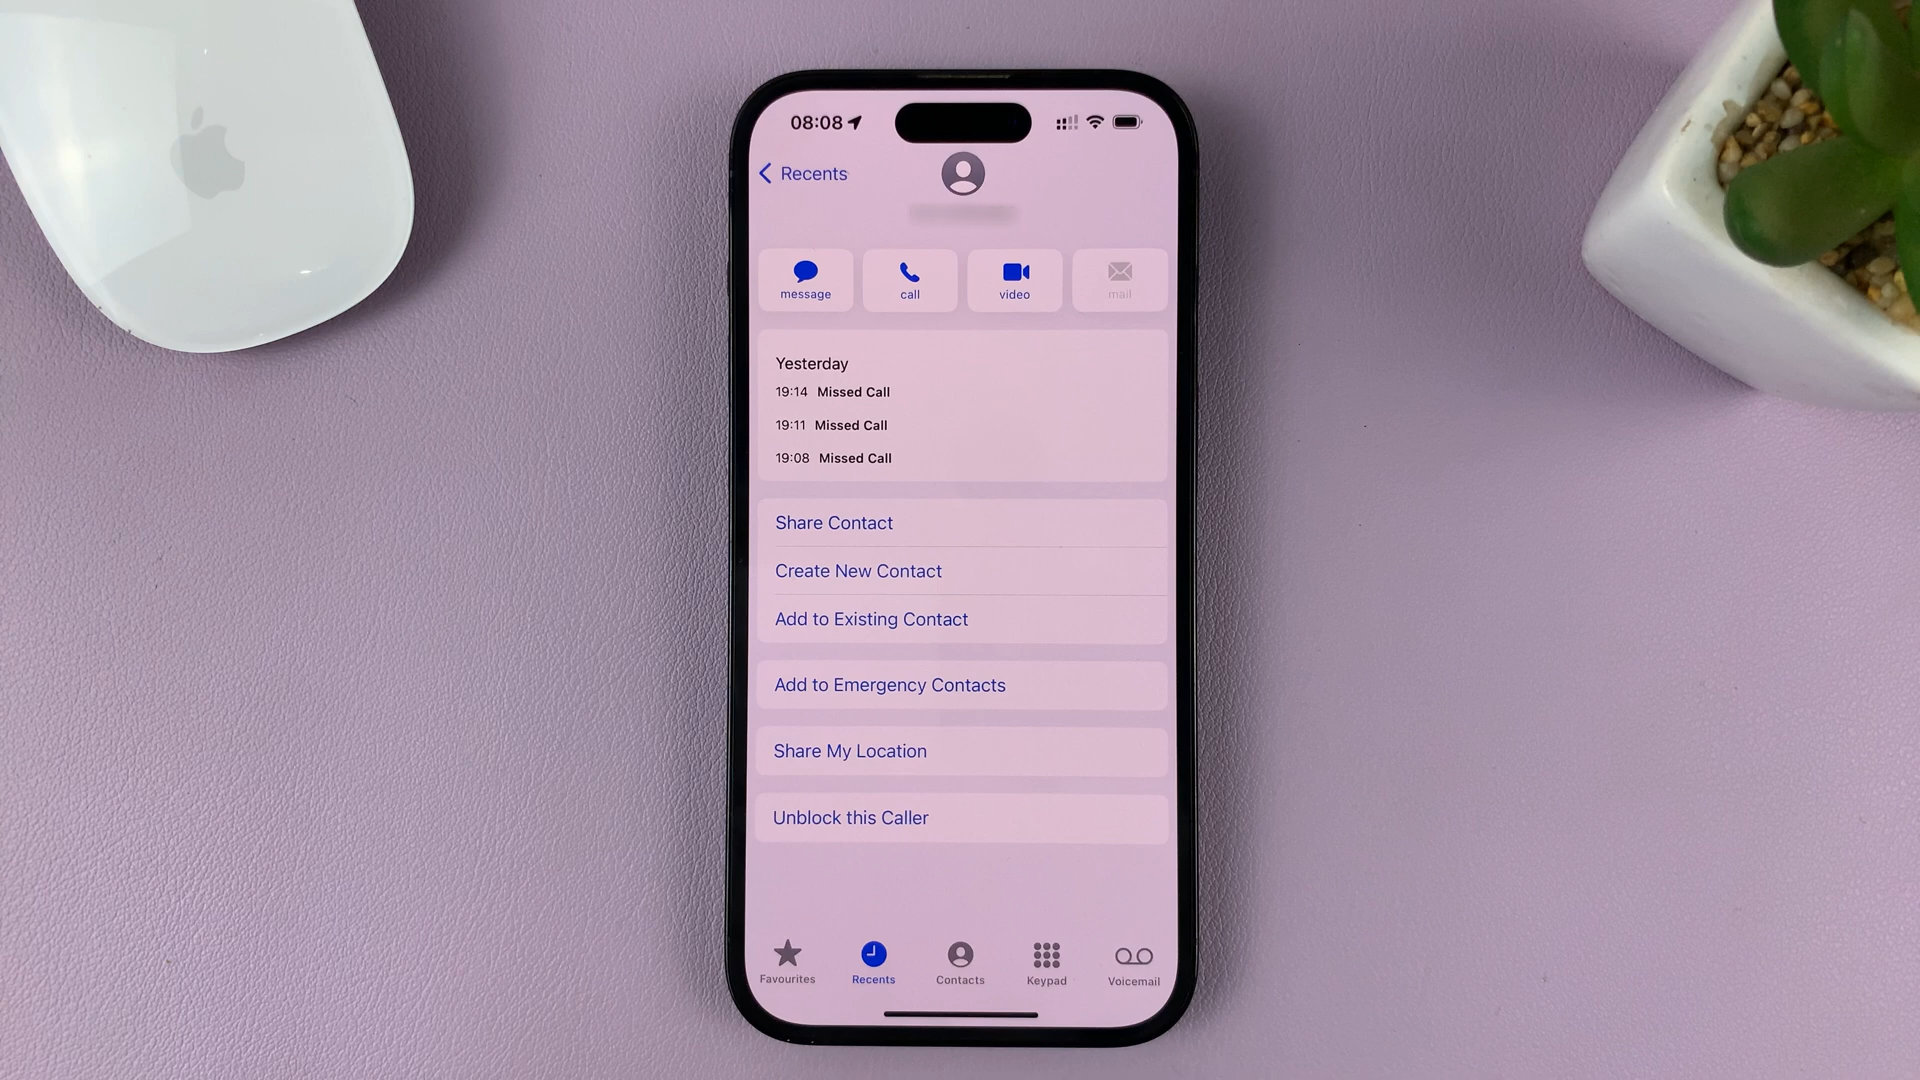 08:08
Recents
message call video mail
Yesterday
19:14 Missed Call
19:11 Missed Call
19:08 Missed Call
Share Contact
Create New Contact
Add to Existing Contact
Add to Emergency Contacts
Share My Location
Unblock this Caller
Favourites Recents Contacts Keypad Voicemail